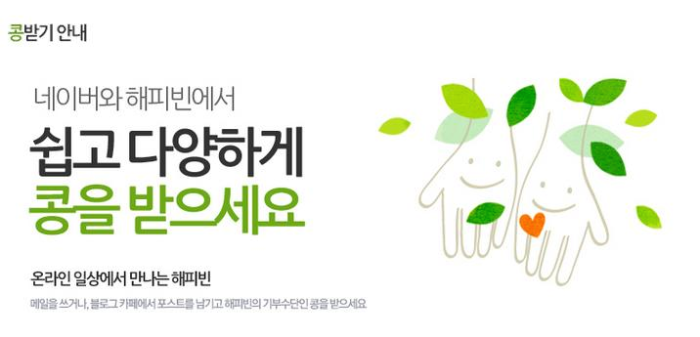 콩받기 안내
네이버와 해피빈에서
쉽고 다양하게
콩을 받으세요
온라인 일상에서 만나는 해피빈
메일을 쓰거나, 블로그 카페에서 포스트를 남기고 해피빈의 기부수단인 콩을 받으세요